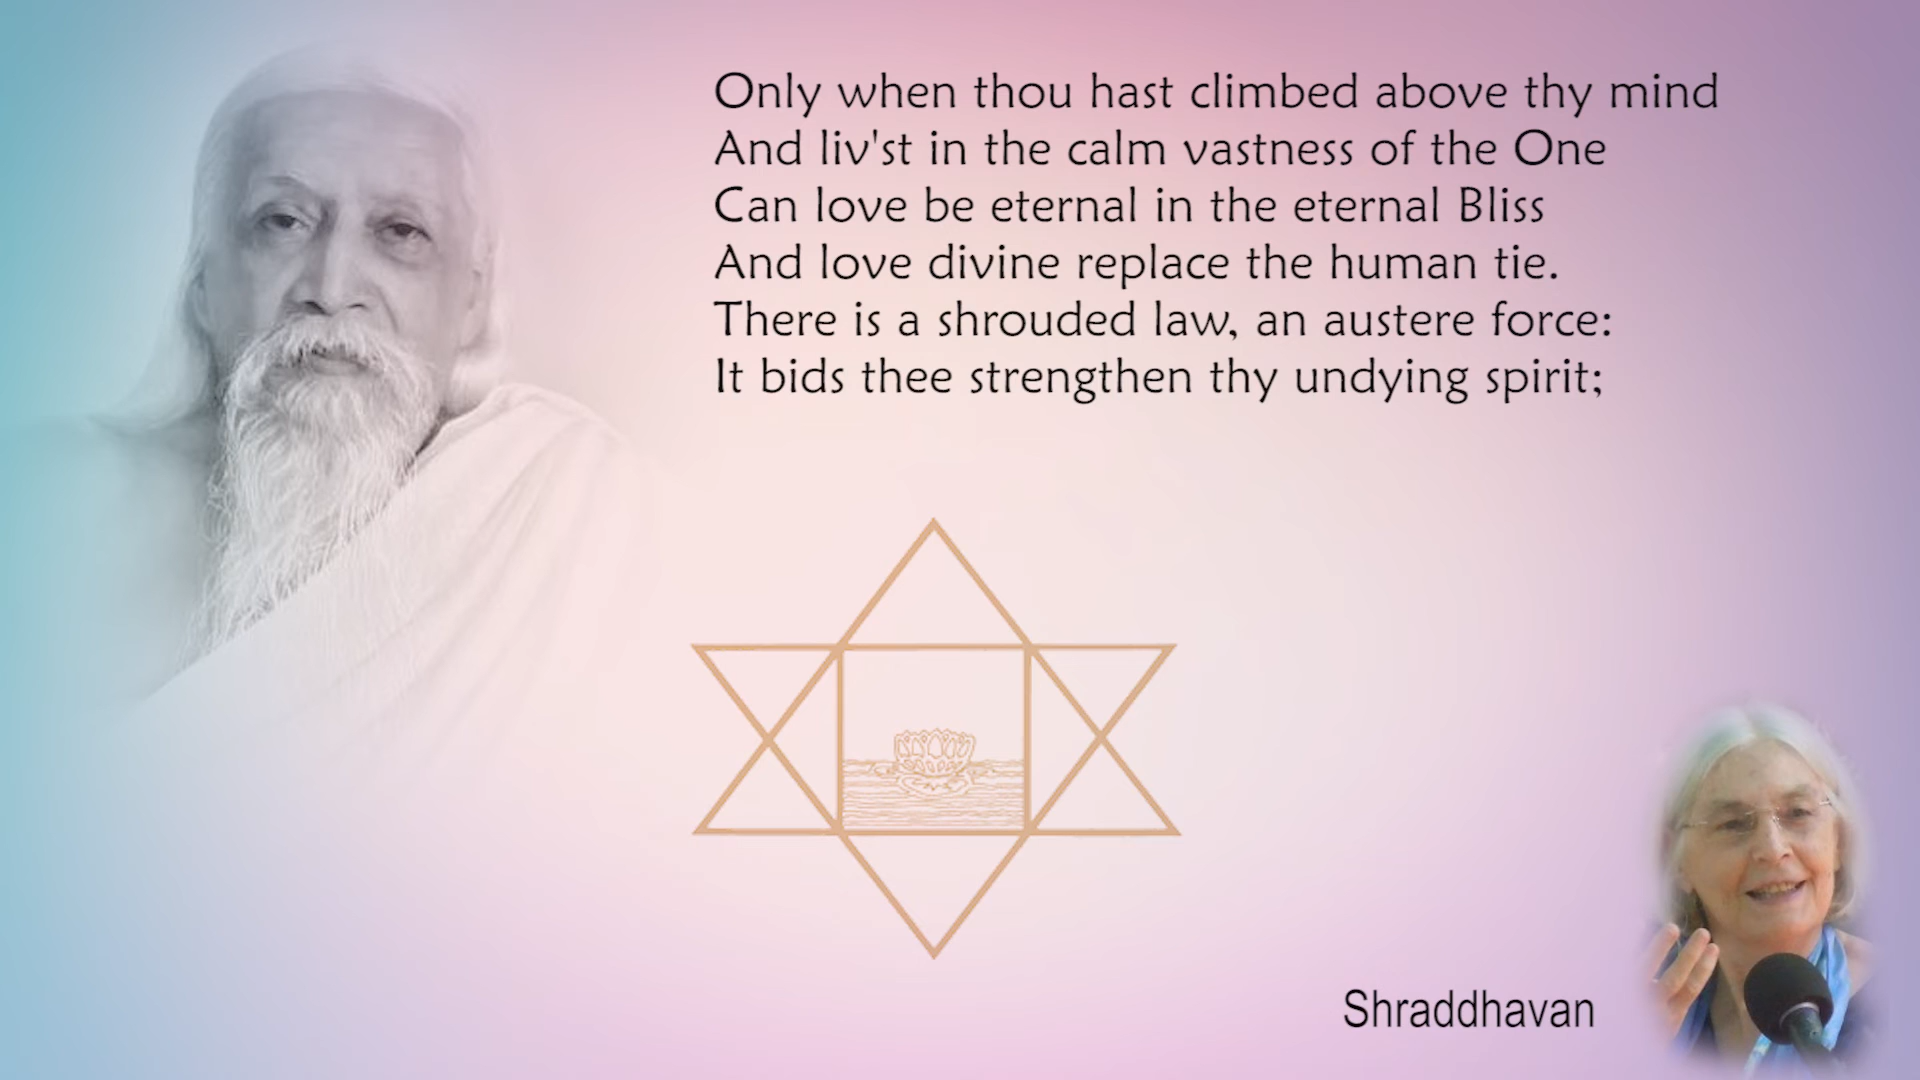 Only when thou hast climbed above thy mind
And liv'st in the calm vastness of the One
Can love be eternal in the eternal Bliss
And love divine replace the human tie.
There is a shrouded law, an austere force:
It bids thee strengthen thy undying spirit;
Shraddhavan